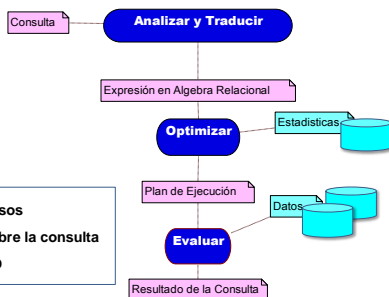 Consulta
Analizar y Traducir
Expresión en Algebra Relacional
Optimizar
Estadisticas
Plan de Ejecución
Datos
sos
bre la consulta
Evaluar
Resultado de la Consulta